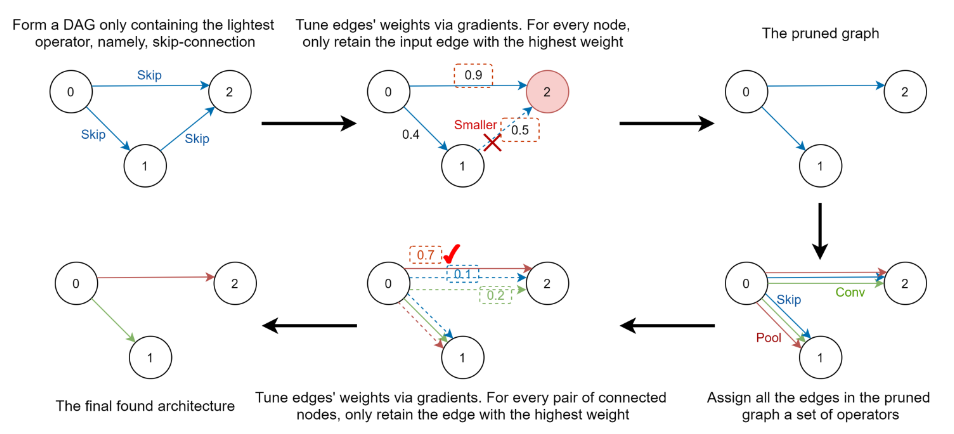 Form a DAG only containing the lightest
operator, namely, skip-connection
Tune edges' weights via gradients. For every node,
only retain the input edge with the highest weight
The pruned graph
0
Skip
2
Skip
Skip
1
0
0.9
2
0.4
Smaller
0.5
1
0
2
1
0
2
1
0
0.7
0.1
0.2
2
1
0
Skip
Conv
2
Pool
1
The final found architecture
Tune edges' weights via gradients. For every pair of connected
nodes, only retain the edge with the highest weight
Assign all the edges in the pruned
graph a set of operators